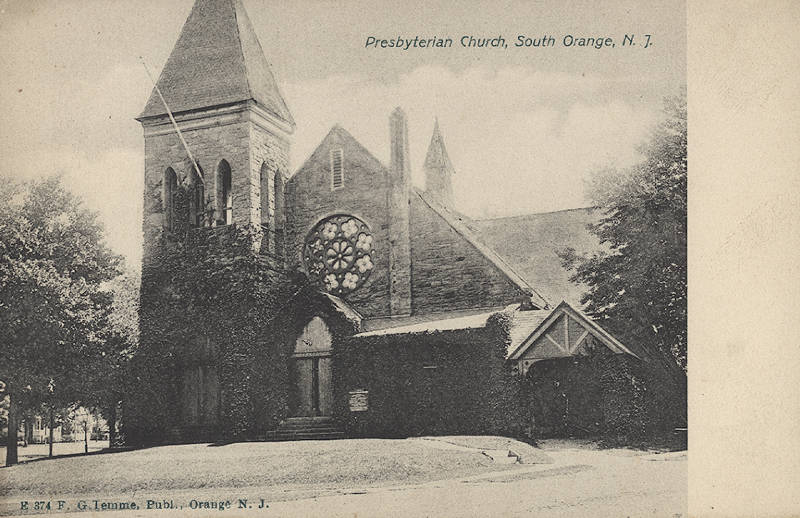 Presbyterian Church, South Orange, N. J.
E 374 F. G. Temme, Publ., Orange N. J.